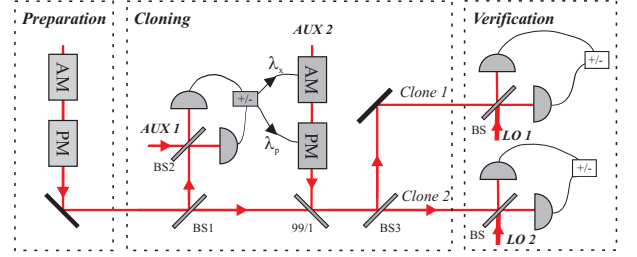 Preparation
Cloning
Verification
AUX 2
AM
PM
λx
AM
+/-
λp
PM
AUX 1
BS2
BS1
99/1
BS3
Clone 1
Clone 2
+/-
BS
LO 1
+/-
BS
LO 2